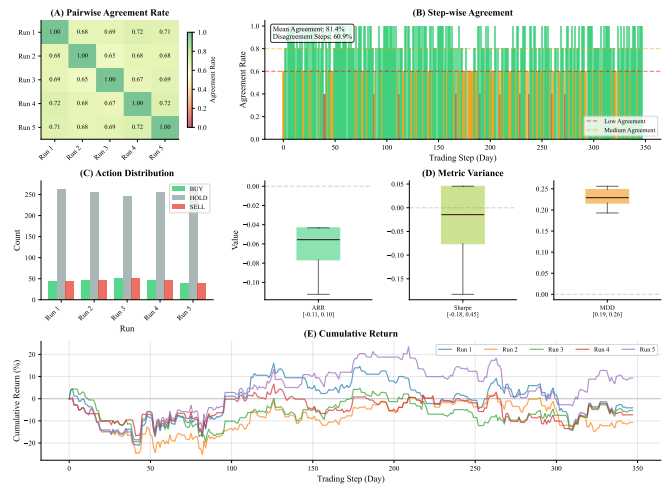 (A) Pairwise Agreement Rate
Run 1
Run 2
Run 3
Run 4
Run 5
1.00 0.68 0.69 0.72 0.71
0.68 1.00 0.65 0.68 0.68
0.69 0.65 1.00 0.67 0.69
0.72 0.68 0.67 1.00 0.72
0.71 0.68 0.69 0.72 1.00
Run 1 Run 2 Run 3 Run 4 Run 5
1.0
0.8
0.6
0.4
0.2
0.0
Agreement Rate
(B) Step-wise Agreement
Mean Agreement: 81.4%
Disagreement Steps: 60.9%
Agreement Rate
1.0
0.8
0.6
0.4
0.2
0.0
Low Agreement
Medium Agreement
0 50 100 150 200 250 300 350
Trading Step (Day)
(C) Action Distribution
BUY
HOLD
SELL
Count
250
200
150
100
50
0
Run 1 Run 2 Run 3 Run 4 Run 5
Run
(D) Metric Variance
Value
0.00
−0.02
−0.04
−0.06
−0.08
−0.10
ARR
[-0.11, 0.10]
0.05
0.00
−0.05
−0.10
−0.15
Sharpe
[-0.18, 0.45]
0.25
0.20
0.15
0.10
0.05
0.00
MDD
[0.19, 0.26]
(E) Cumulative Return
Run 1 Run 2 Run 3 Run 4 Run 5
Cumulative Return (%)
20
10
0
−10
−20
0 50 100 150 200 250 300 350
Trading Step (Day)